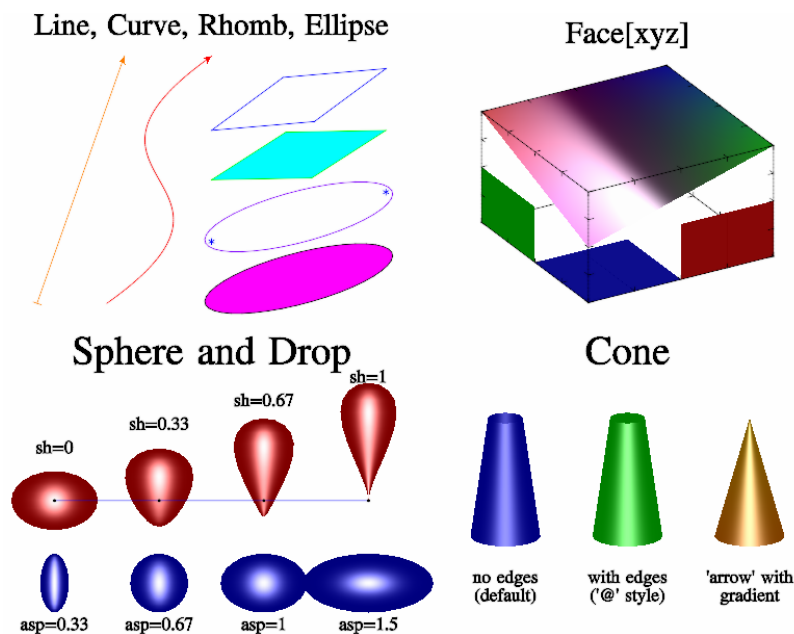 Line, Curve, Rhomb, Ellipse
Face[xyz]
Sphere and Drop
sh=0
sh=0.33
sh=0.67
sh=1
asp=0.33
asp=0.67
asp=1
asp=1.5
Cone
no edges
(default)
with edges
('@' style)
'arrow' with
gradient